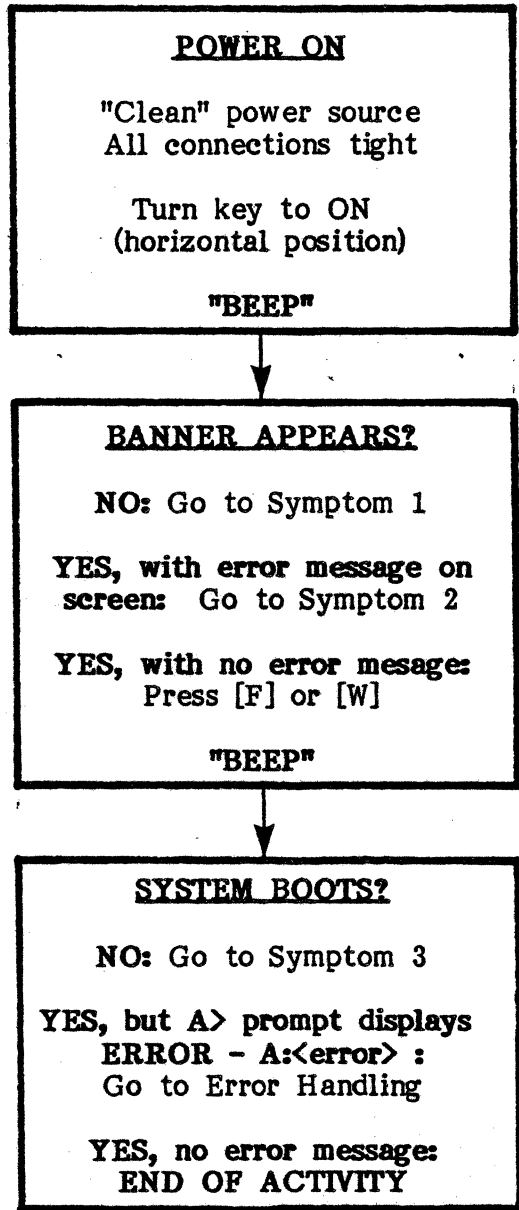 POWER ON
"Clean" power source
All connections tight
Turn key to ON
(horizontal position)
"BEEP"
BANNER APPEARS?
NO: Go to Symptom 1
YES, with error message on
screen: Go to Symptom 2
YES, with no error mesage:
Press [F] or [W]
"BEEP"
SYSTEM BOOTS?
NO: Go to Symptom 3
YES, but A> prompt displays
ERROR - A:<error> :
Go to Error Handling
YES, no error message:
END OF ACTIVITY